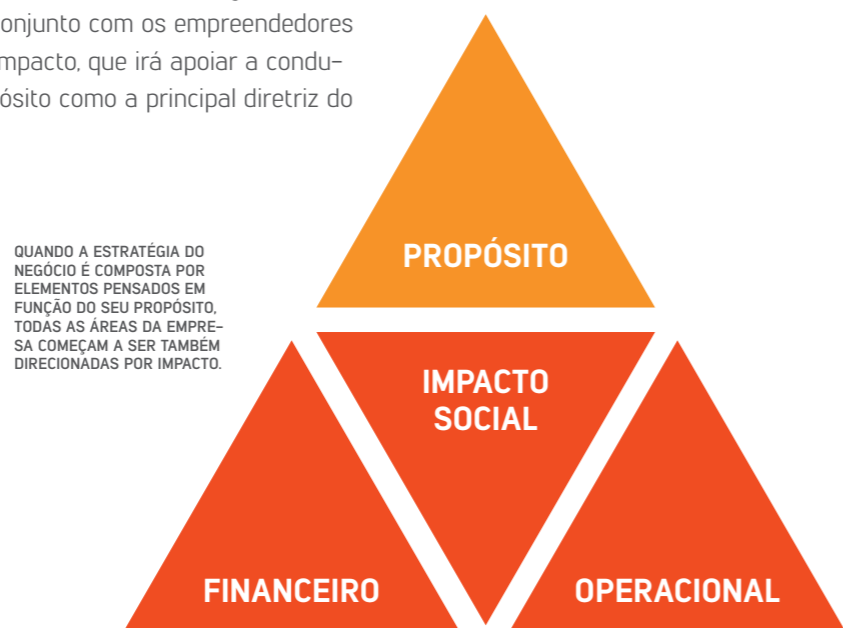 onjunto com os empreendedores
mpacto, que irá apoiar a condu-
ósito como a principal diretriz do
QUANDO A ESTRATÉGIA DO
NEGÓCIO É COMPOSTA POR
ELEMENTOS PENSADOS EM
FUNÇÃO DO SEU PROPÓSITO,
TODAS AS ÁREAS DA EMPRE-
SA COMEÇAM A SER TAMBÉM
DIRECIONADAS POR IMPACTO.
PROPÓSITO
IMPACTO
SOCIAL
FINANCEIRO
OPERACIONAL